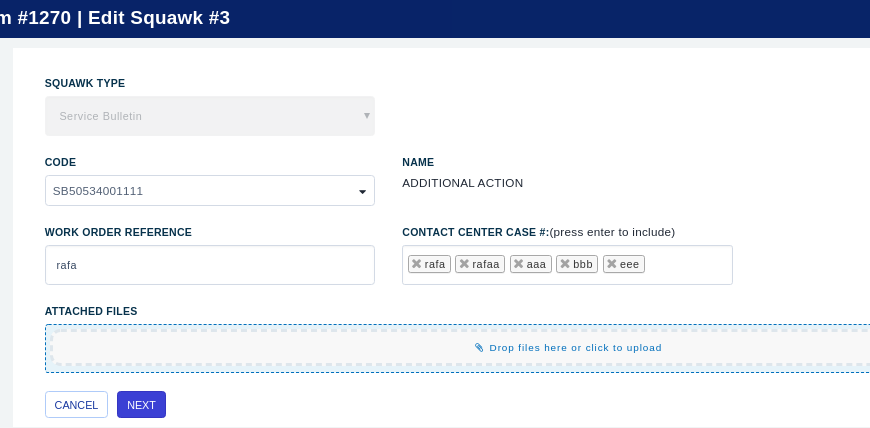 m #1270 | Edit Squawk #3
SQUAWK TYPE
Service Bulletin
CODE
NAME
SB50534001111
ADDITIONAL ACTION
WORK ORDER REFERENCE
CONTACT CENTER CASE #:(press enter to include)
rafa
rafa rafaa aaa bbb eee
ATTACHED FILES
Drop files here or click to upload
CANCEL NEXT